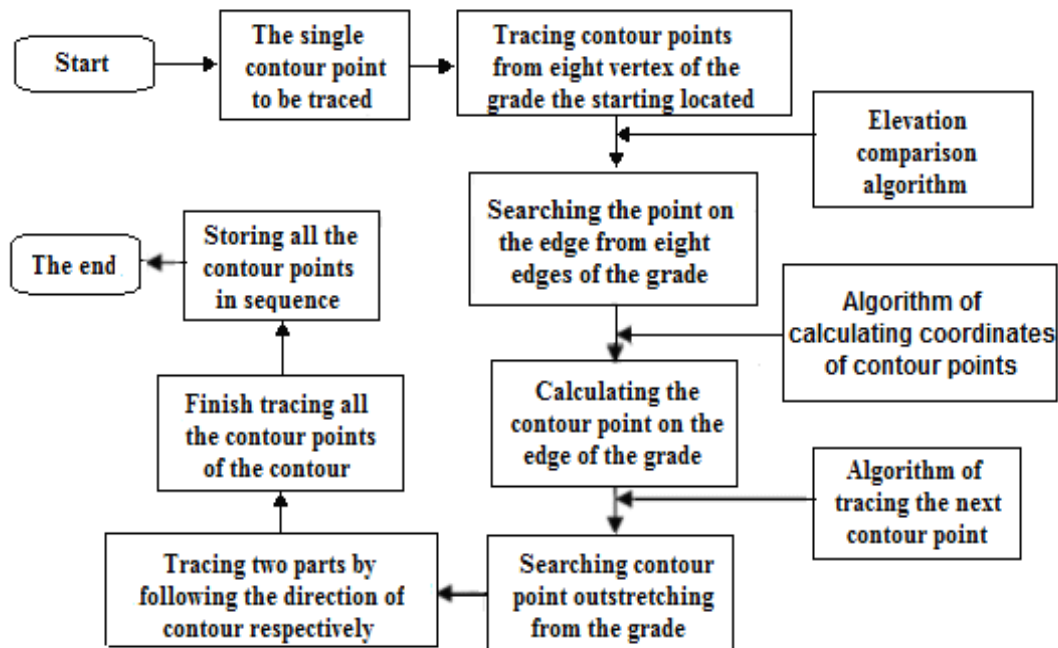 Start
The single
contour point
to be traced
Tracing contour points
from eight vertex of the
grade the starting located
Elevation
comparison
algorithm
Searching the point on
the edge from eight
edges of the grade
Algorithm of
calculating coordinates
of contour points
Calculating the
contour point on the
edge of the grade
Algorithm of
tracing the next
contour point
Searching contour
point outstretching
from the grade
Tracing two parts by
following the direction of
contour respectively
Finish tracing all
the contour points
of the contour
Storing all the
contour points
in sequence
The end